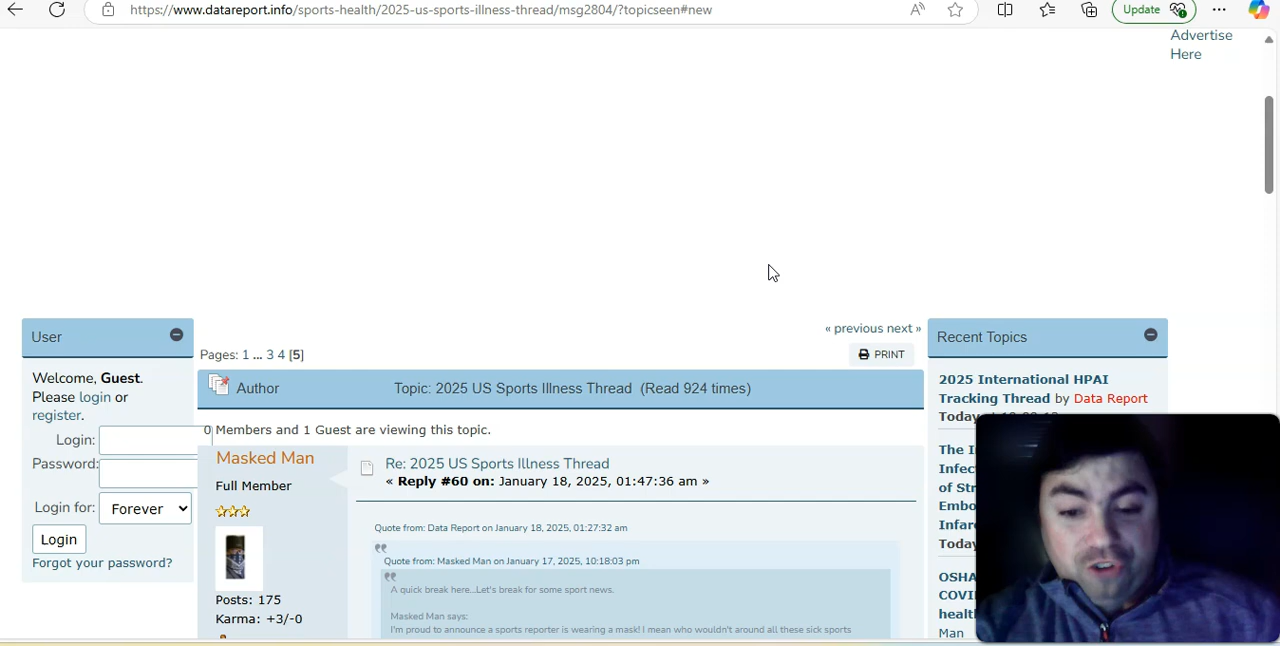 https://www.datareport.info/sports-health/2025-us-sports-illness-thread/msg2804/?topicseen#new
Update
Advertise
Here
User
Welcome, Guest.
Please login or
register.
Login:
Password:
Login for: Forever
Login
Forgot your password?
« previous next »
Pages: 1 ... 3 4 [5]
PRINT
Author
Topic: 2025 US Sports Illness Thread (Read 924 times)
0 Members and 1 Guest are viewing this topic.
Masked Man
Full Member
Posts: 175
Karma: +3/-0
Re: 2025 US Sports Illness Thread
« Reply #60 on: January 18, 2025, 01:47:36 am »
Quote from: Data Report on January 18, 2025, 01:27:32 am
Quote from: Masked Man on January 17, 2025, 10:18:03 pm
A quick break here...Let's break for some sport news.
Masked Man says:
I'm proud to announce a sports reporter is wearing a mask! I mean who wouldn't around all these sick sports
Recent Topics
2025 International HPAI
Tracking Thread by Data Report
Today
The
Infec
of Str
Embo
Infar
Toda
OSHA
COVI
healt
Man